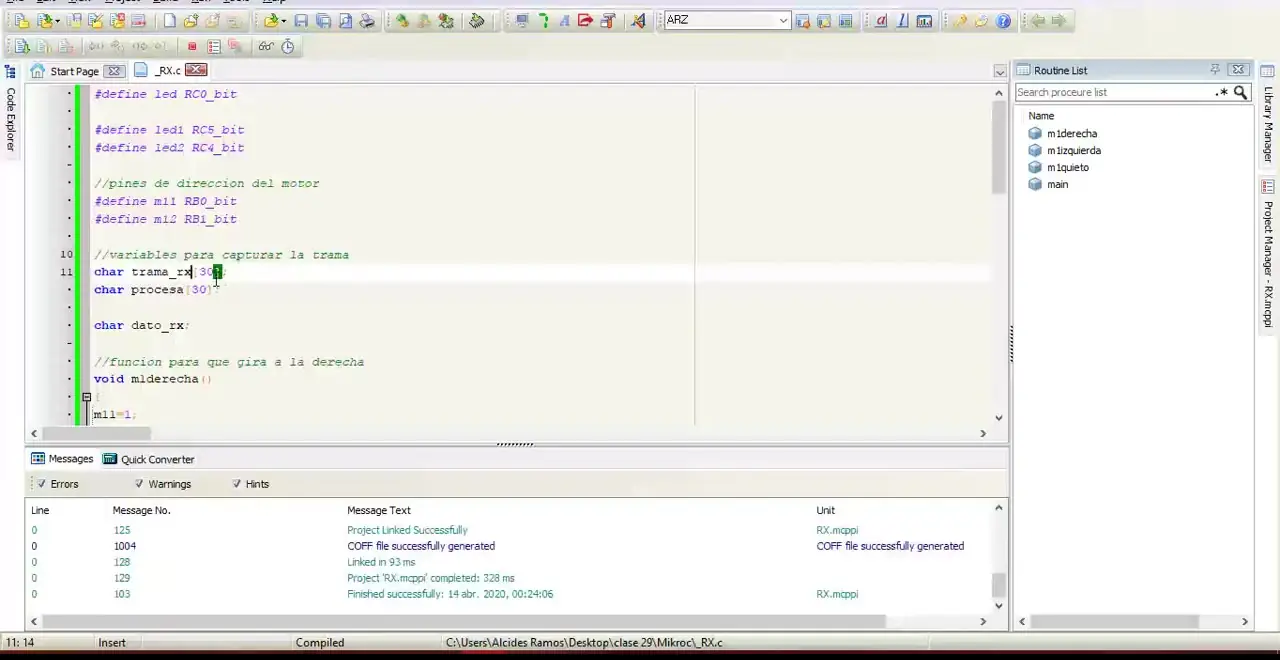 ARZ
Start Page
_RX.c
Routine List
Code Explorer
#define led RC0_bit
#define led1 RC5_bit
#define led2 RC4_bit
//pines de direccion del motor
#define m11 RB0_bit
#define m12 RB1_bit
10 //variables para capturar la trama
11 char trama_rx[30];
char procesa[30];
char dato_rx;
//funcion para que gira a la derecha
void m1derecha()
{
m11=1;
Search proceure list
Name
m1derecha
m1izquierda
m1quieto
main
Library Manager
Project Manager - RX.mcppi
Messages Quick Converter
Errors Warnings Hints
Line Message No. Message Text Unit
0 125 Project Linked Successfully RX.mcppi
0 1004 COFF file successfully generated COFF file successfully generated
0 128 Linked in 93 ms
0 129 Project 'RX.mcppi' completed: 328 ms
0 103 Finished successfully: 14 abr. 2020, 00:24:06 RX.mcppi
11: 14 Insert Compiled C:\Users\Alcides Ramos\Desktop\clase 29\Mikroc\_RX.c